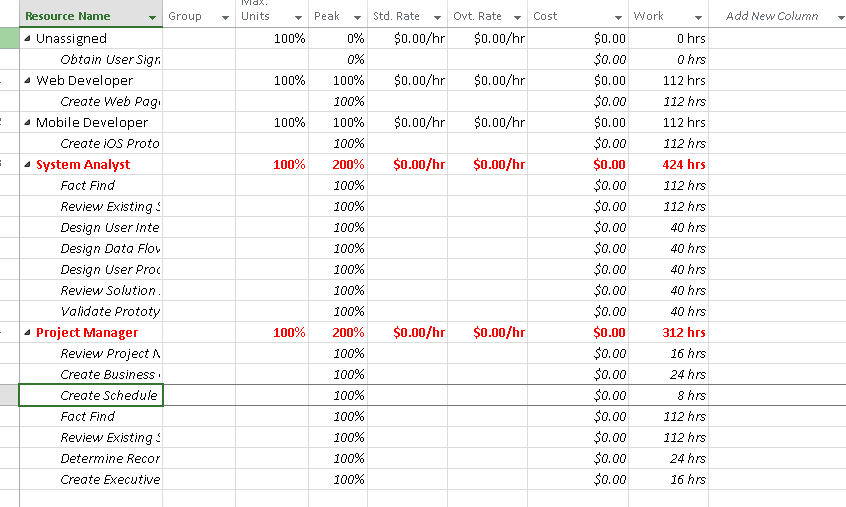 Resource Name Group Max. Units Peak Std. Rate Ovt. Rate Cost Work Add New Column
Unassigned 100% 0% $0.00/hr $0.00/hr $0.00 0 hrs
Obtain User Sign 0% $0.00 0 hrs
Web Developer 100% 100% $0.00/hr $0.00/hr $0.00 112 hrs
Create Web Page 100% $0.00 112 hrs
2 Mobile Developer 100% 100% $0.00/hr $0.00/hr $0.00 112 hrs
Create iOS Proto 100% $0.00 112 hrs
3 System Analyst 100% 200% $0.00/hr $0.00/hr $0.00 424 hrs
Fact Find 100% $0.00 112 hrs
Review Existing S 100% $0.00 112 hrs
Design User Inte 100% $0.00 40 hrs
Design Data Flov 100% $0.00 40 hrs
Design User Proc 100% $0.00 40 hrs
Review Solution 100% $0.00 40 hrs
Validate Prototy 100% $0.00 40 hrs
Project Manager 100% 200% $0.00/hr $0.00/hr $0.00 312 hrs
Review Project N 100% $0.00 16 hrs
Create Business 100% $0.00 24 hrs
Create Schedule 100% $0.00 8 hrs
Fact Find 100% $0.00 112 hrs
Review Existing S 100% $0.00 112 hrs
Determine Recor 100% $0.00 24 hrs
Create Executive 100% $0.00 16 hrs